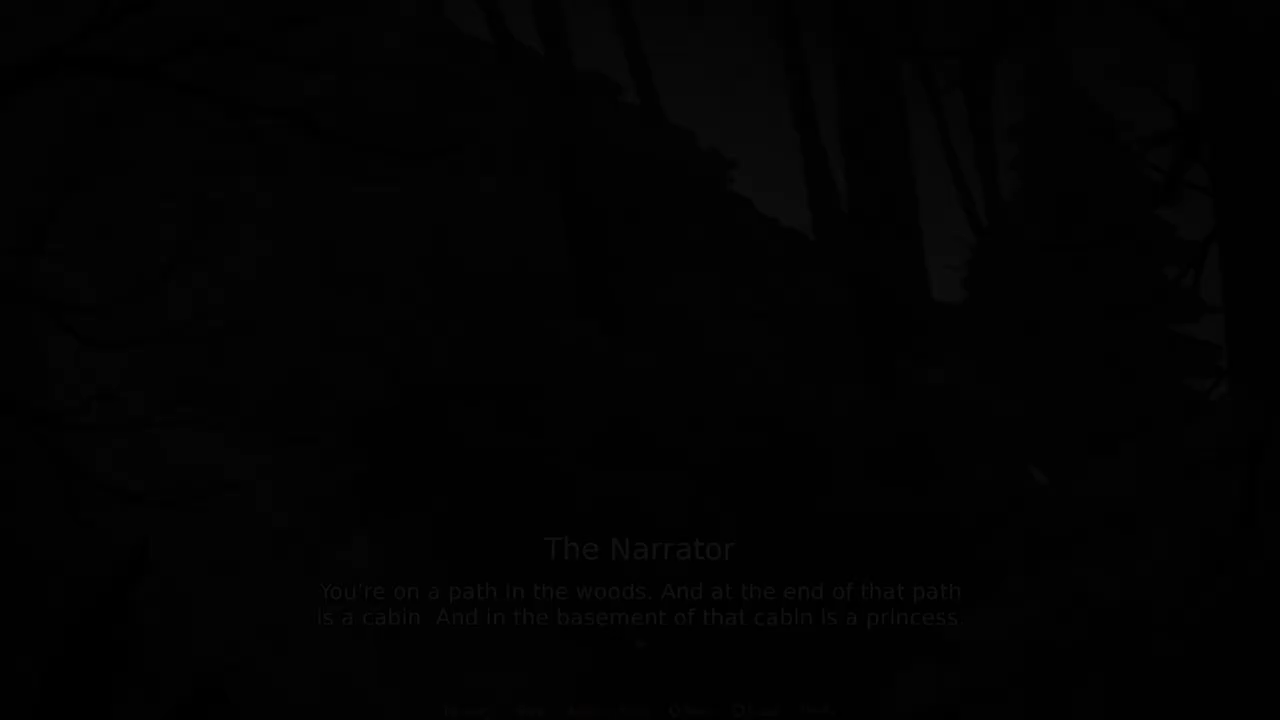 The Narrator
You're on a path in the woods. And at the end of that path
is a cabin. And in the basement of that cabin is a princess.